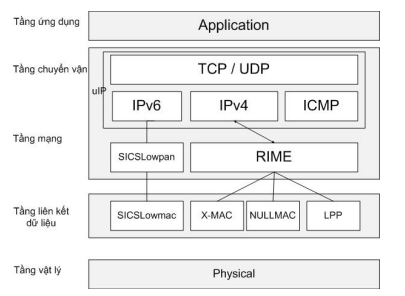 Tầng ứng dụng
Application
Tầng chuyển vận
TCP / UDP
uIP
IPv6
IPv4
ICMP
Tầng mạng
SICSLowpan
RIME
Tầng liên kết
dữ liệu
SICSLowmac
X-MAC
NULLMAC
LPP
Tầng vật lý
Physical